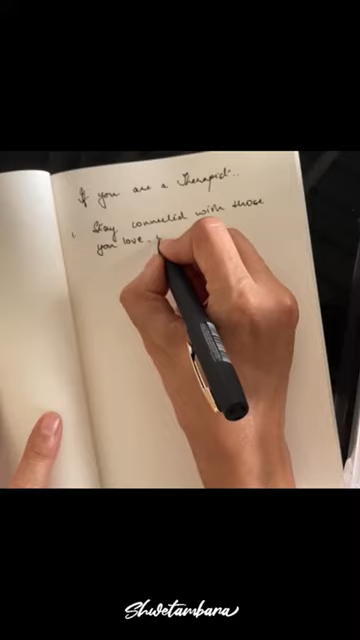 If you are a Therapist..
1. Stay connected with those
you love.
Shwetambara